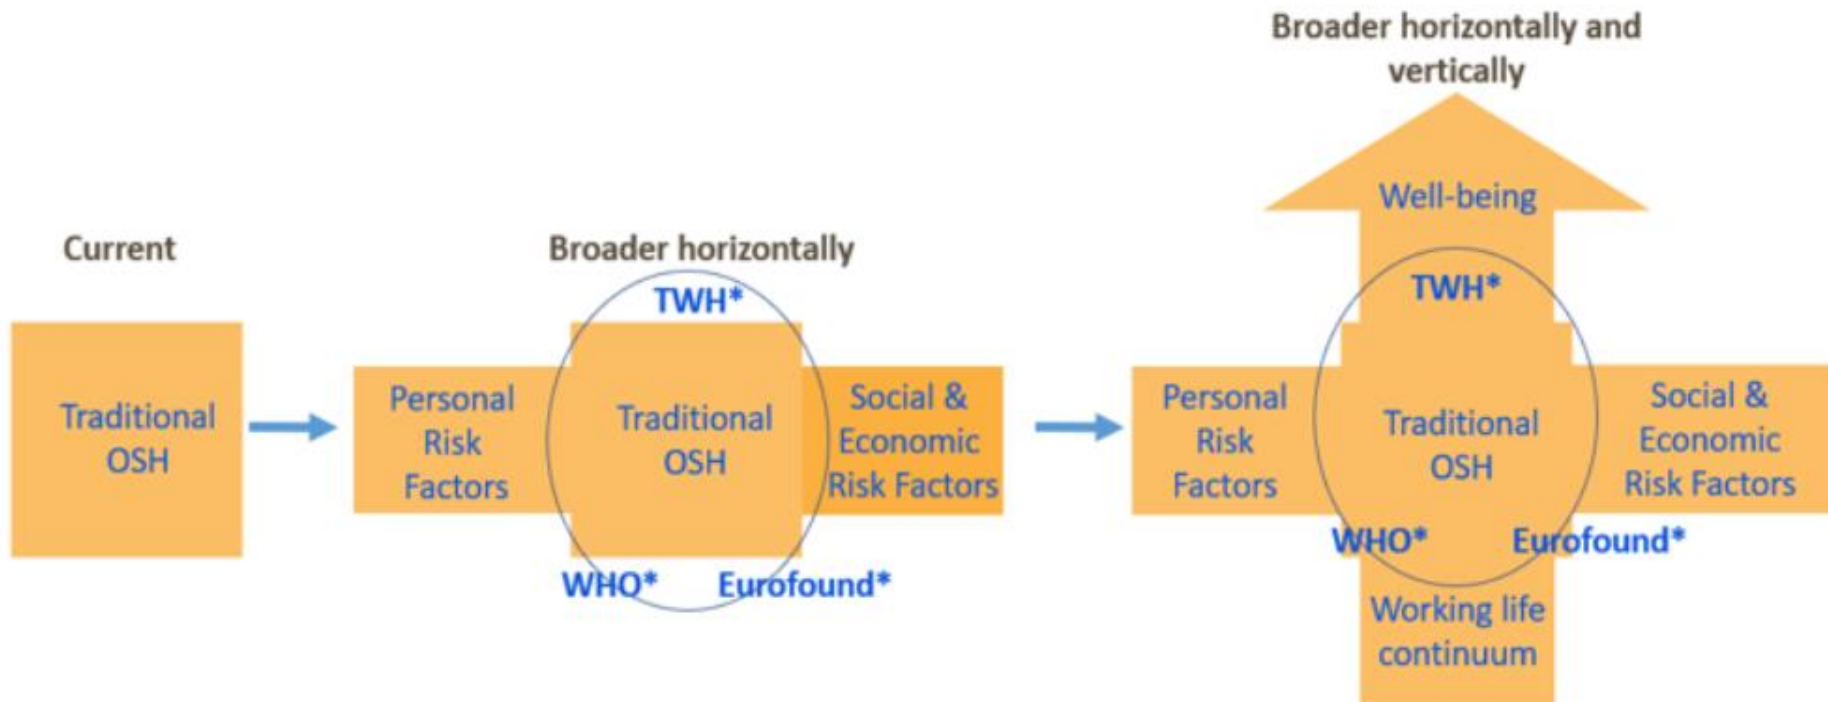 Current
Traditional
OSH
Broader horizontally
TWH*
Personal
Risk
Factors
Traditional
OSH
Social &
Economic
Risk Factors
WHO*
Eurofound*
Broader horizontally and
vertically
Well-being
TWH*
Personal
Risk
Factors
Traditional
OSH
Social &
Economic
Risk Factors
WHO*
Eurofound*
Working life
continuum